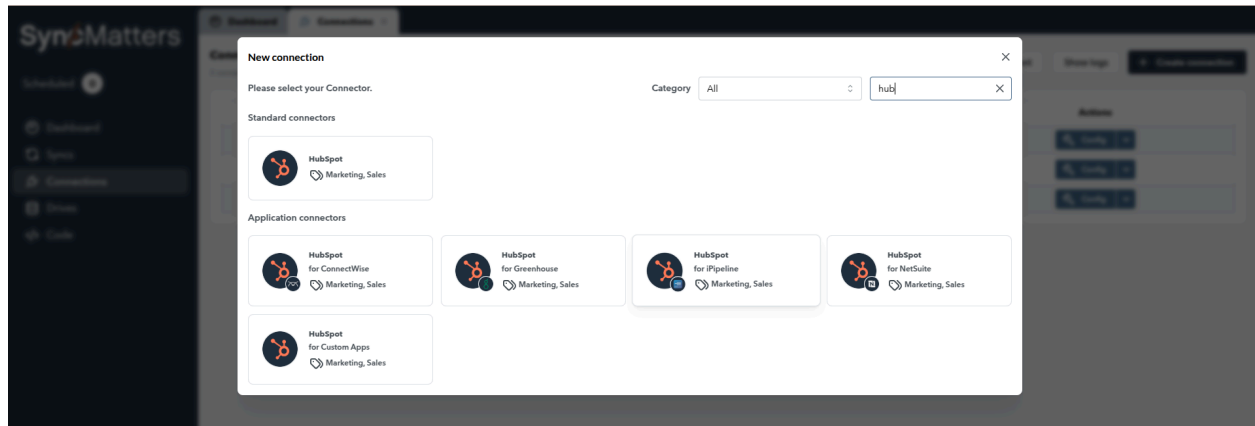 SyncMatters
Dashboard
Connections
New connection
Scheduled 0
Show logs
+ Create connection
Please select your Connector.
Category
All
hub
Standard connectors
Actions
HubSpot
Marketing, Sales
Dashboard
Syncs
Config
Connections
Config
Drives
Config
Code
Application connectors
HubSpot
for ConnectWise
Marketing, Sales
HubSpot
for Greenhouse
Marketing, Sales
HubSpot
for iPipeline
Marketing, Sales
HubSpot
for NetSuite
Marketing, Sales
HubSpot
for Custom Apps
Marketing, Sales